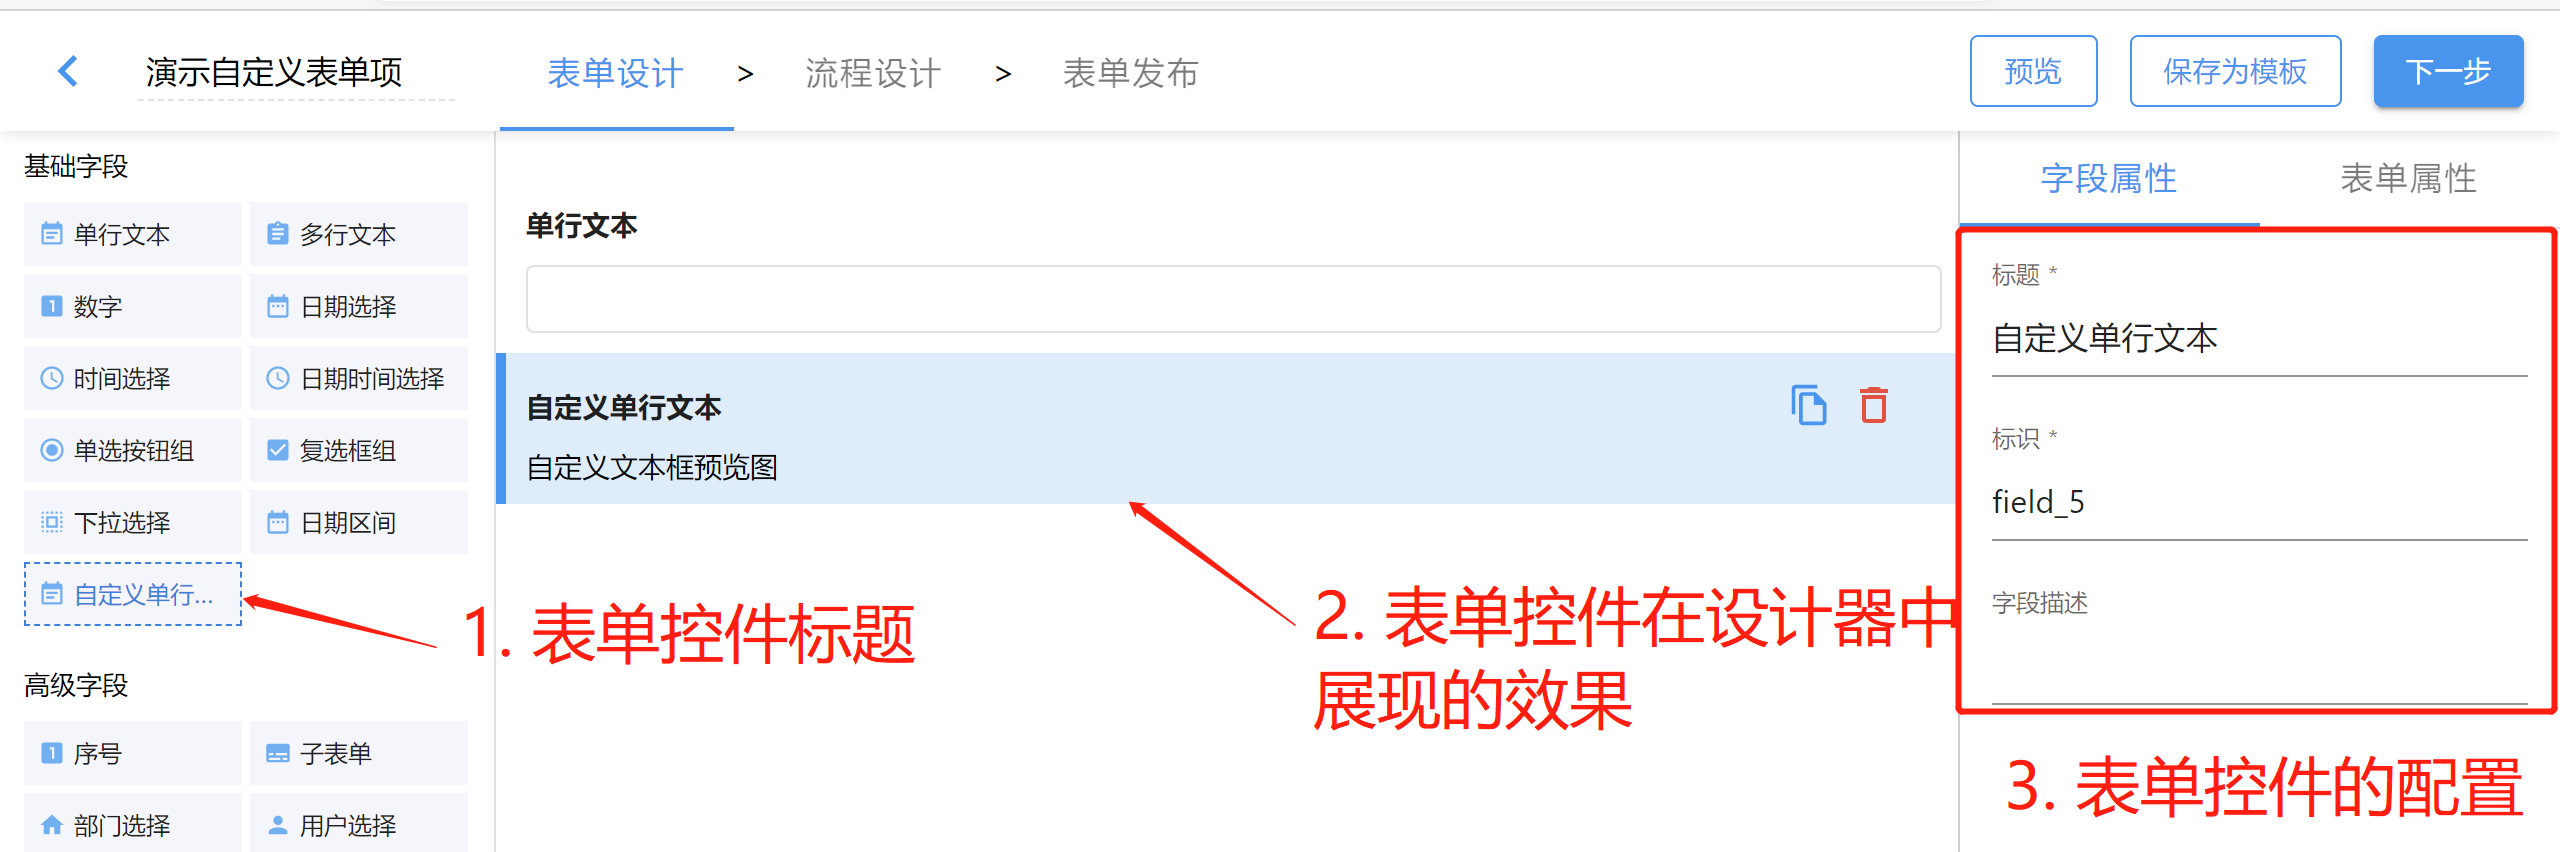 演示自定义表单项
表单设计 > 流程设计 > 表单发布
预览
保存为模板
下一步
基础字段
单行文本
多行文本
数字
日期选择
时间选择
日期时间选择
单选按钮组
复选框组
下拉选择
日期区间
自定义单行...
高级字段
序号
子表单
部门选择
用户选择
1. 表单控件标题
单行文本
自定义单行文本
自定义文本框预览图
2. 表单控件在设计器中
展现的效果
字段属性
表单属性
标题 *
自定义单行文本
标识 *
field_5
字段描述
3. 表单控件的配置